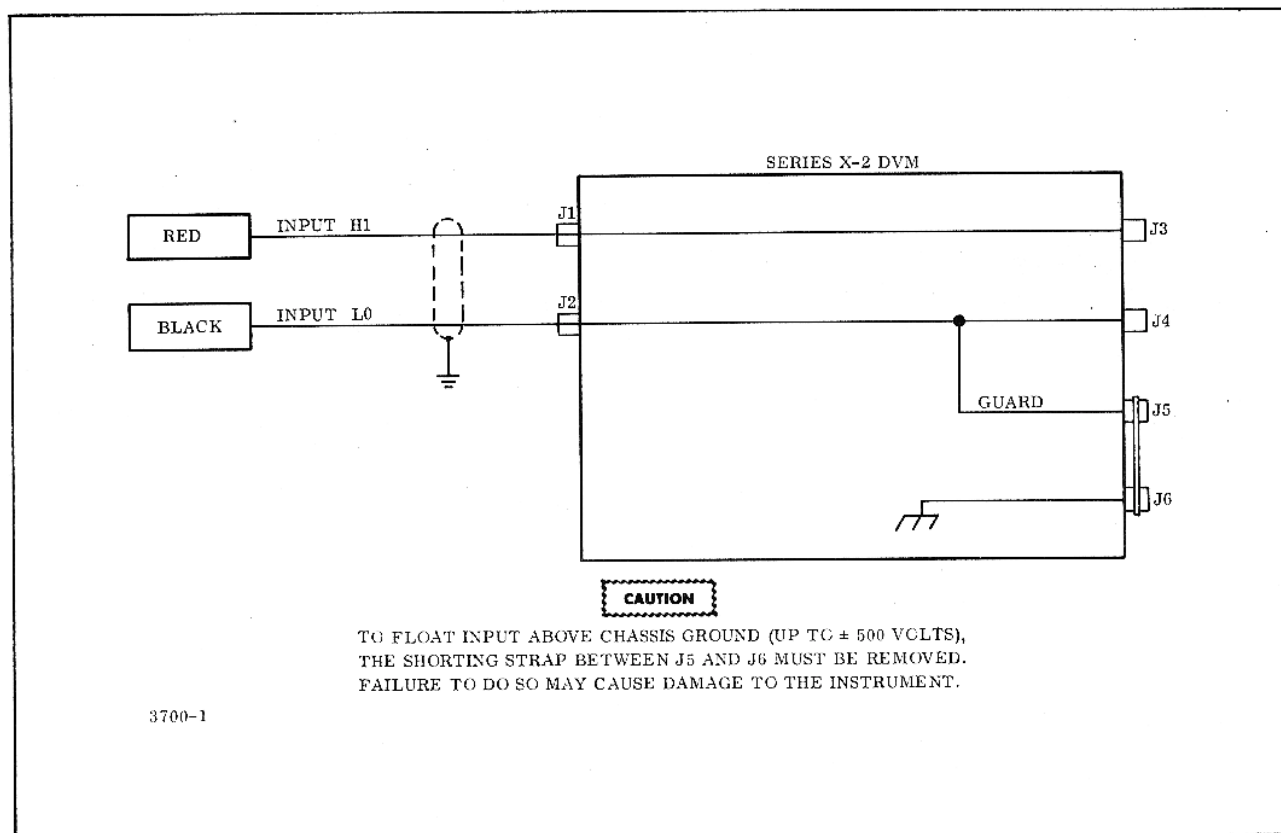 SERIES X-2 DVM
RED
INPUT HI
J1
J3
BLACK
INPUT L0
J2
J4
GUARD
J5
J6
CAUTION
TO FLOAT INPUT ABOVE CHASSIS GROUND (UP TO ± 500 VOLTS),
THE SHORTING STRAP BETWEEN J5 AND J6 MUST BE REMOVED.
FAILURE TO DO SO MAY CAUSE DAMAGE TO THE INSTRUMENT.
3700-1